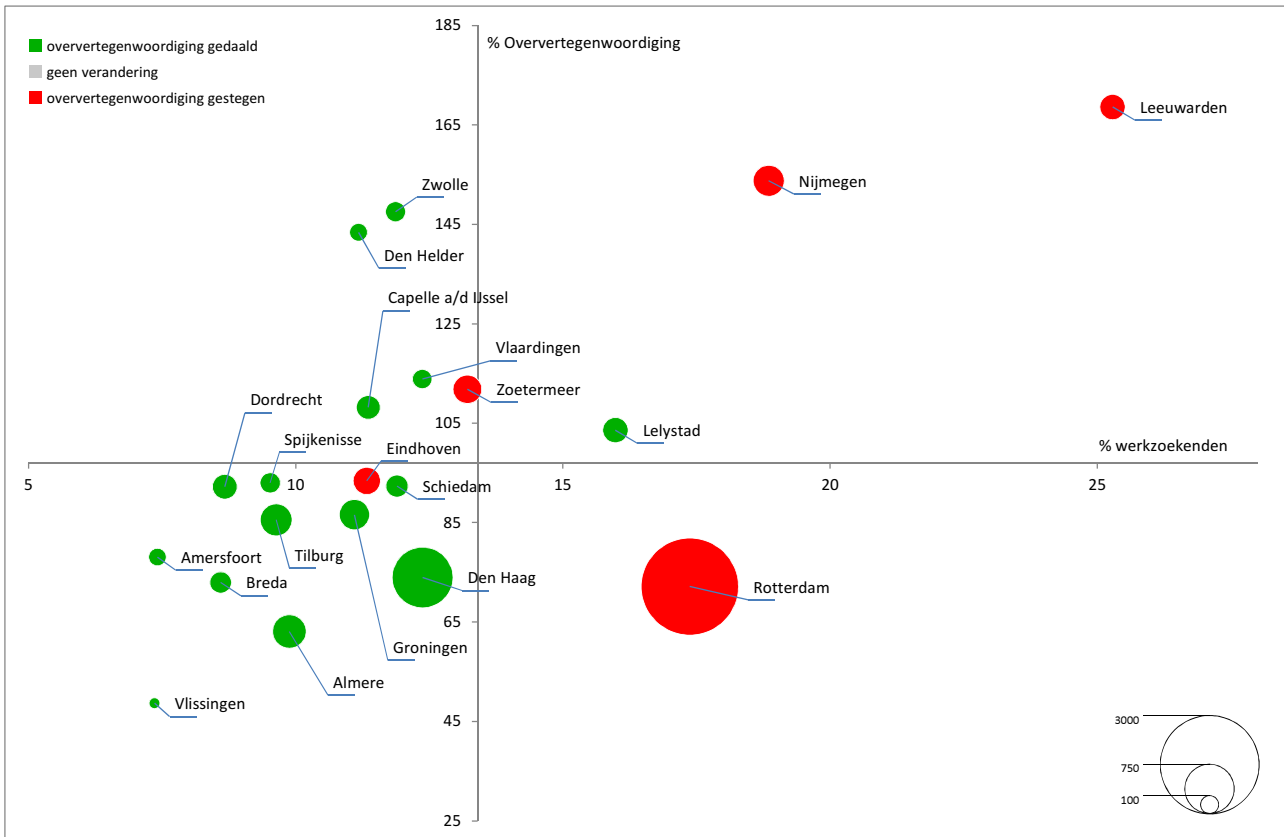 185
% Oververtegenwoordiging
oververtegenwoordiging gedaald
geen verandering
oververtegenwoordiging gestegen
165
Leeuwarden
Nijmegen
Zwolle
145
Den Helder
Capelle a/d IJssel
125
Vlaardingen
Zoetermeer
Dordrecht
105
Lelystad
Spijkenisse
Eindhoven
% werkzoekenden
5
10
15
20
25
Schiedam
85
Tilburg
Amersfoort
Breda
Den Haag
Rotterdam
65
Groningen
Almere
Vlissingen
45
3000
750
100
25